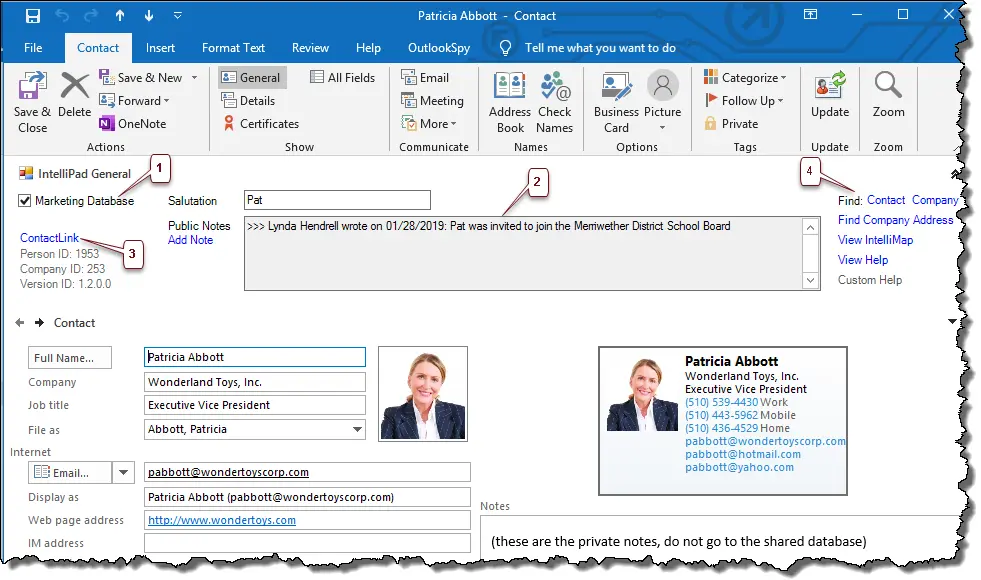 Patricia Abbott - Contact
File Contact Insert Format Text Review Help OutlookSpy Tell me what you want to do
Save & Close
Delete
Save & New
Forward
OneNote
Actions
General
Details
Certificates
All Fields
Show
Email
Meeting
More
Communicate
Address Book
Check Names
Names
Business Card
Picture
Options
Categorize
Follow Up
Private
Tags
Update
Update
Zoom
Zoom
IntelliPad General
1
2
4
Marketing Database
Salutation
Pat
Find: Contact Company
Public Notes
Add Note
>>> Lynda Hendrell wrote on 01/28/2019: Pat was invited to join the Merriwether District School Board
Find Company Address
View IntelliMap
View Help
Custom Help
ContactLink
3
Person ID: 1953
Company ID: 253
Version ID: 1.2.0.0
Contact
Full Name...
Patricia Abbott
Company
Wonderland Toys, Inc.
Job title
Executive Vice President
File as
Abbott, Patricia
Internet
Email...
pabbott@wondertoyscorp.com
Display as
Patricia Abbott (pabbott@wondertoyscorp.com)
Web page address
http://www.wondertoys.com
IM address
Patricia Abbott
Wonderland Toys, Inc.
Executive Vice President
(510) 539-4430 Work
(510) 443-5962 Mobile
(510) 436-4529 Home
pabbott@wondertoyscorp.com
pabbott@hotmail.com
pabbott@yahoo.com
Notes
(these are the private notes, do not go to the shared database)